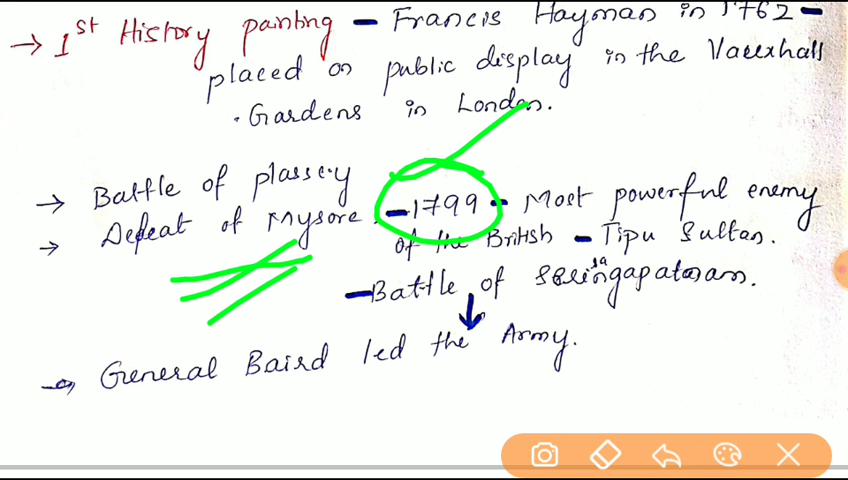 → 1st History painting – Francis Hayman in 1762 –
placed on public display in the Vauxhall
. Gardens in London.
→ Battle of plassey
→ Defeat of Mysore – 1799 – Most powerful enemy
of the British – Tipu Sultan.
– Battle of Seringapatam.
→ General Baird led the Army.